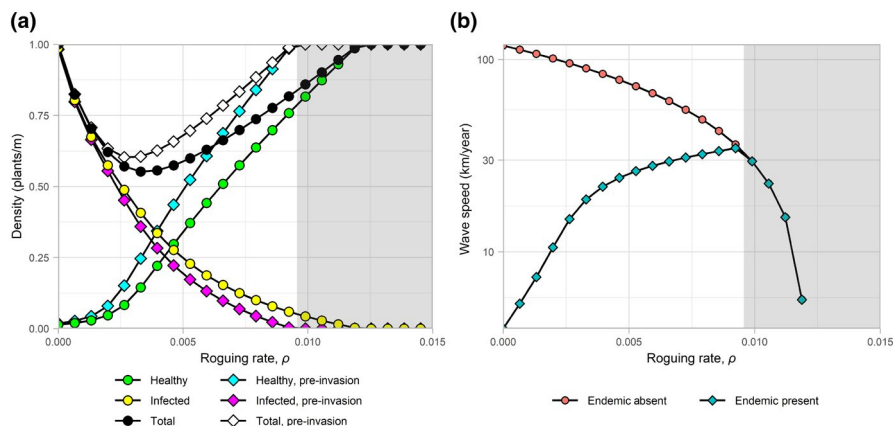 (a)
1.00
0.75
0.50
0.25
0.00
Density (plants/m)
0.000
0.005
0.010
0.015
Roguing rate, ρ
Healthy
Healthy, pre-invasion
Infected
Infected, pre-invasion
Total
Total, pre-invasion
(b)
100
30
10
Wave speed (km/year)
0.000
0.005
0.010
0.015
Roguing rate, ρ
Endemic absent
Endemic present